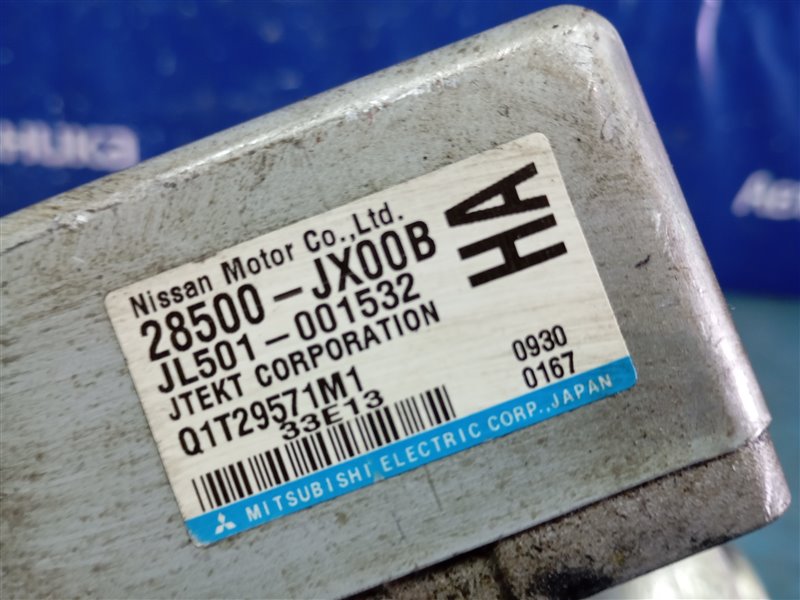 Nissan Motor Co.,Ltd.
28500-JX00B
HA
JL501-001532
JTEKT CORPORATION
Q1T29571M1
0930
33E13
0167
MITSUBISHI ELECTRIC CORP.,JAPAN